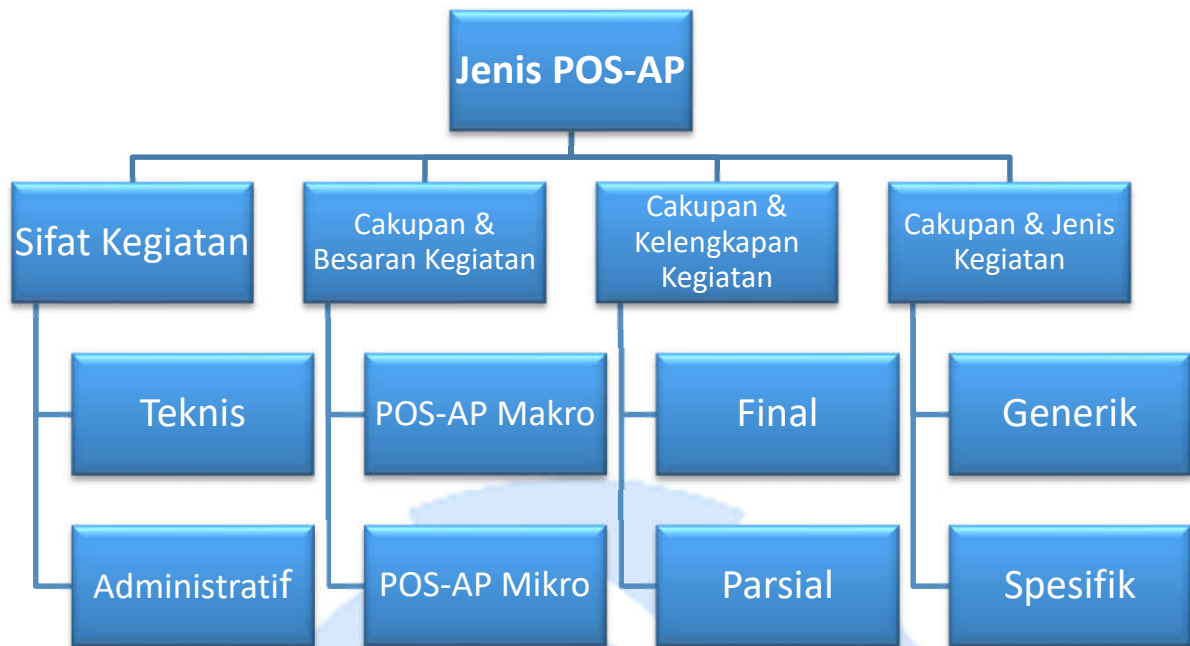 Jenis POS-AP
Sifat Kegiatan
Cakupan &
Besaran Kegiatan
Cakupan &
Kelengkapan
Kegiatan
Cakupan & Jenis
Kegiatan
Teknis
POS-AP Makro
Final
Generik
Administratif
POS-AP Mikro
Parsial
Spesifik